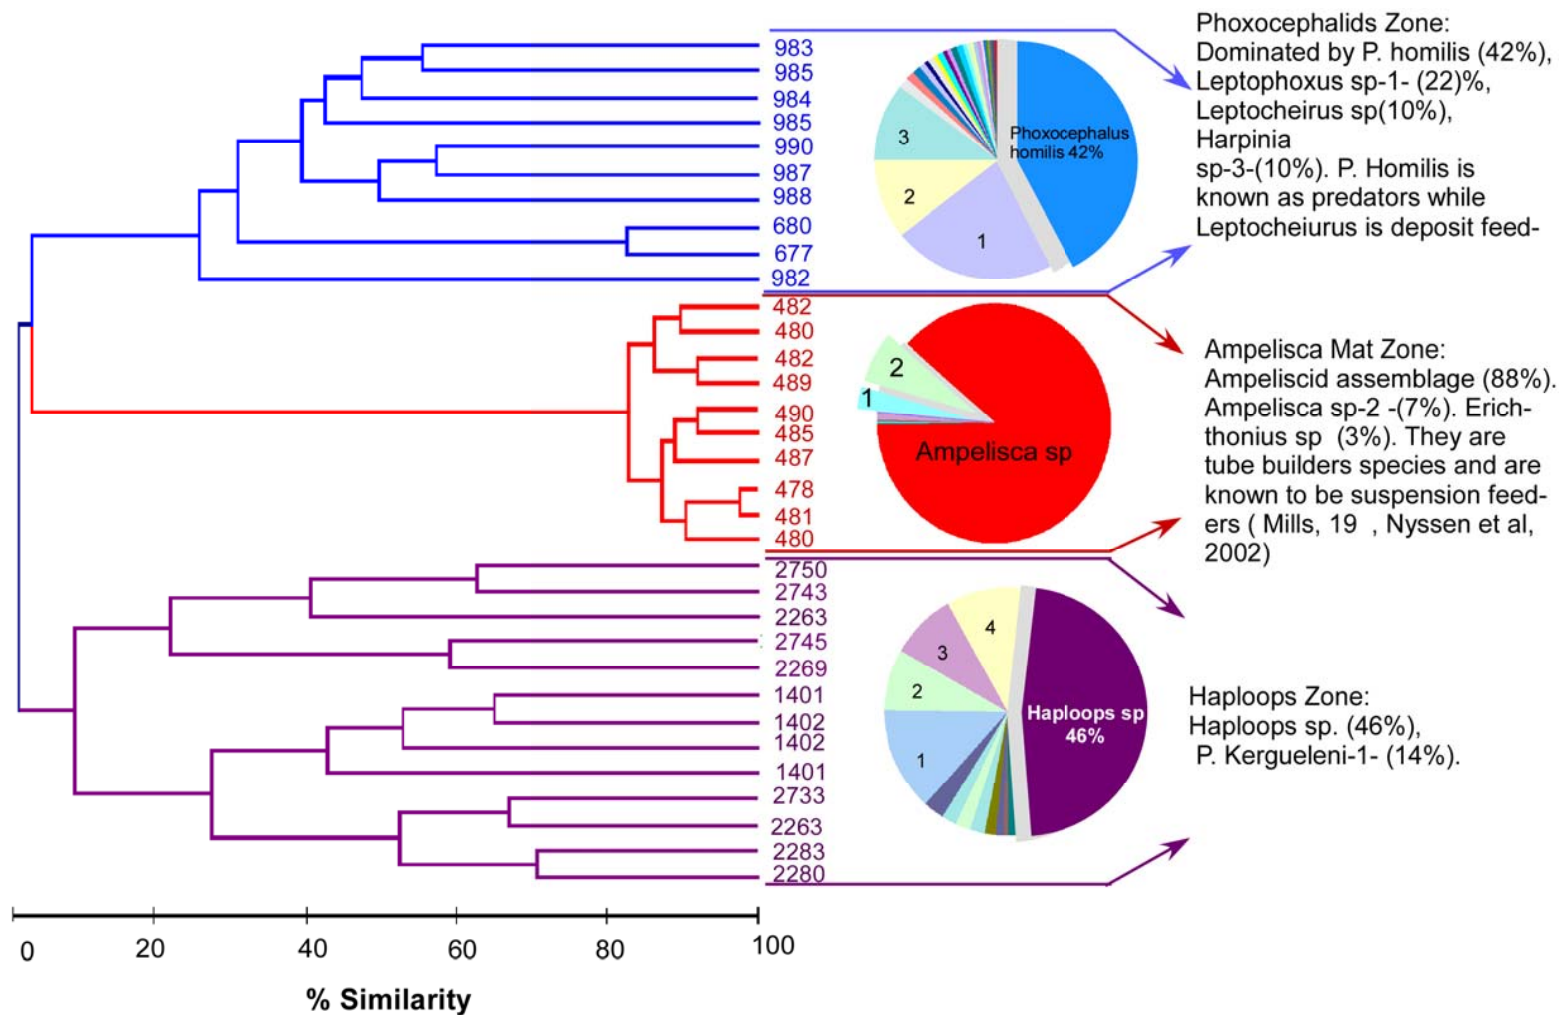 983
985
984
985
990
987
988
680
677
982
482
480
482
489
490
485
487
478
481
480
2750
2743
2263
2745
2269
1401
1402
1402
1401
2733
2263
2283
2280
0 20 40 60 80 100
% Similarity
Phoxocephalus
homilis 42%
3
2
1
2
1
Ampelisca sp
4
3
2
1
Haploops sp
46%
Phoxocephalids Zone:
Dominated by P. homilis (42%),
Leptophoxus sp-1- (22)%,
Leptocheirus sp(10%),
Harpinia
sp-3-(10%). P. Homilis is
known as predators while
Leptocheiurus is deposit feed-
Ampelisca Mat Zone:
Ampeliscid assemblage (88%).
Ampelisca sp-2 -(7%). Erich-
thonius sp (3%). They are
tube builders species and are
known to be suspension feed-
ers ( Mills, 19 , Nyssen et al,
2002)
Haploops Zone:
Haploops sp. (46%),
P. Kergueleni-1- (14%).